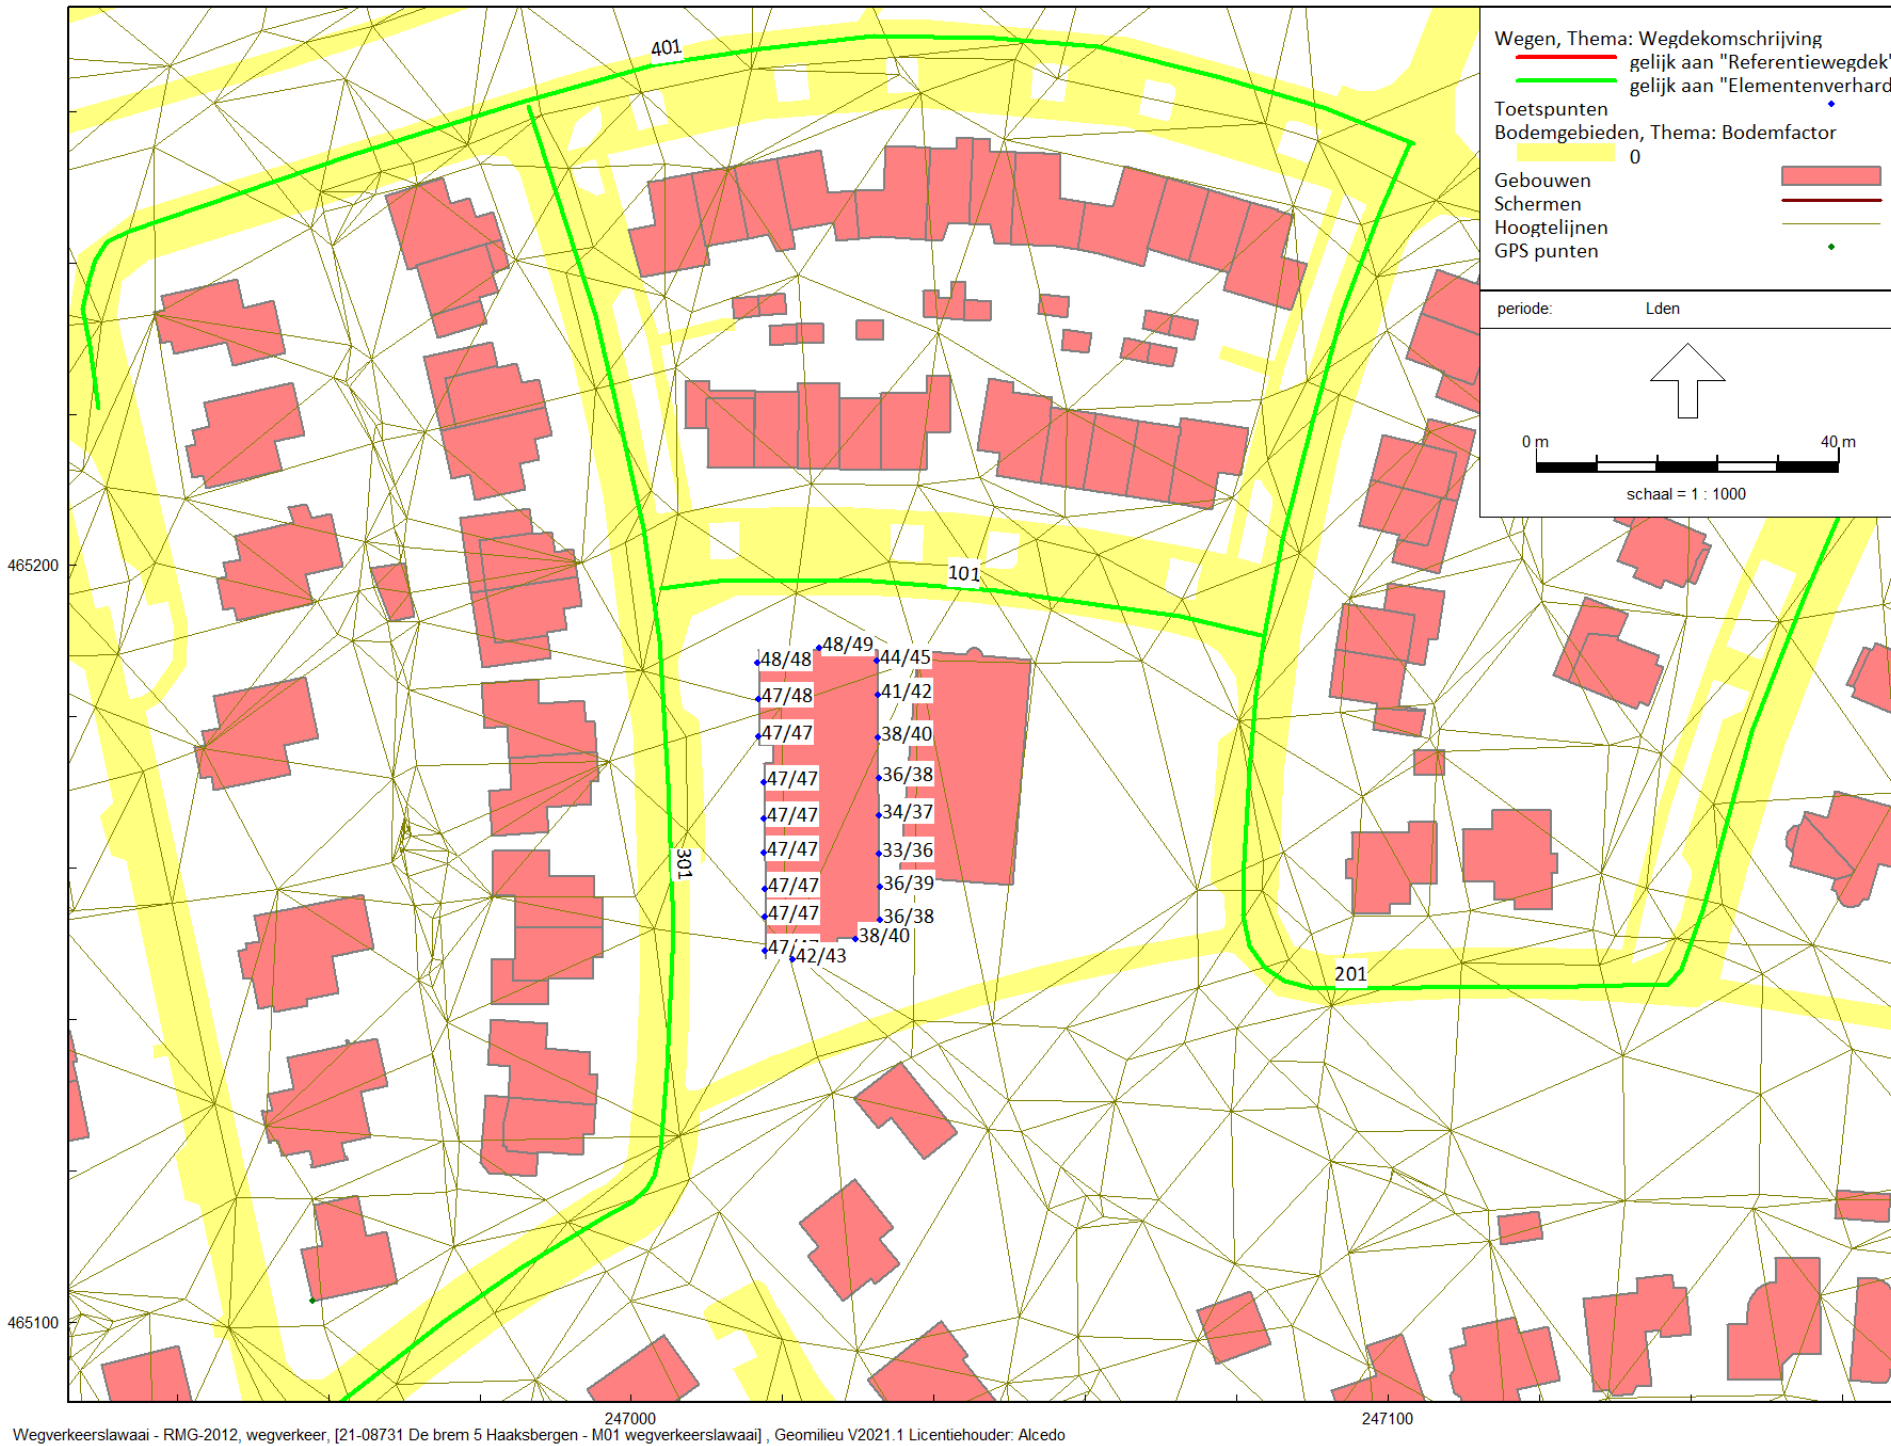 401
Wegen, Thema: Wegdekomschrijving
gelijk aan "Referentiewegdek"
gelijk aan "Elementenverhard
Toetspunten
Bodemgebieden, Thema: Bodemfactor
0
Gebouwen
Schermen
Hoogtelijnen
GPS punten
periode: Lden
0 m 40 m
schaal = 1 : 1000
465200
101
48/49
48/48
44/45
47/48
41/42
47/47
38/40
47/47
36/38
47/47
34/37
47/47
33/36
301
47/47
36/39
47/47
36/38
38/40
47/47
42/43
201
465100
247000
247100
Wegverkeerslawaai - RMG-2012, wegverkeer, [21-08731 De brem 5 Haaksbergen - M01 wegverkeerslawaai] , Geomilieu V2021.1 Licentiehouder: Alcedo